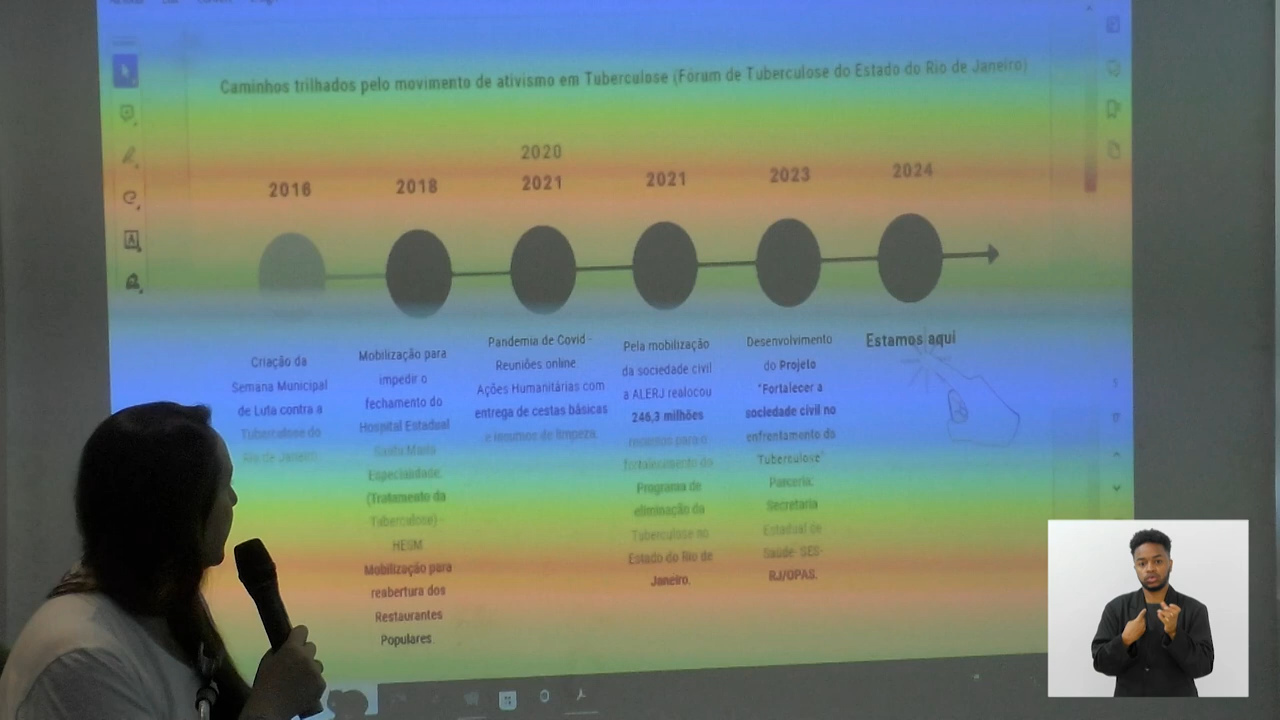 Caminhos trilhados pelo movimento de ativismo em Tuberculose (Fórum de Tuberculose do Estado do Rio de Janeiro)
2016
2018
2020
2021
2021
2023
2024
Criação da
Semana Municipal
de Luta contra a
Tuberculose do
Rio de Janeiro
Mobilização para
impedir o
fechamento do
Hospital Estadual
Santa Maria
Especialidade:
(Tratamento da
Tuberculose) -
HESM
Mobilização para
reabertura dos
Restaurantes
Populares
Pandemia de Covid -
Reuniões online.
Ações Humanitárias com
entrega de cestas básicas
e insumos de limpeza.
Pela mobilização
da sociedade civil
a ALERJ realocou
246,3 milhões
recursos para o
fortalecimento do
Programa de
eliminação da
Tuberculose no
Estado do Rio de
Janeiro.
Desenvolvimento
do Projeto
"Fortalecer a
sociedade civil no
enfrentamento da
Tuberculose"
Parceria:
Secretaria
Estadual de
Saúde- SES-
RJ/OPAS.
Estamos aqui